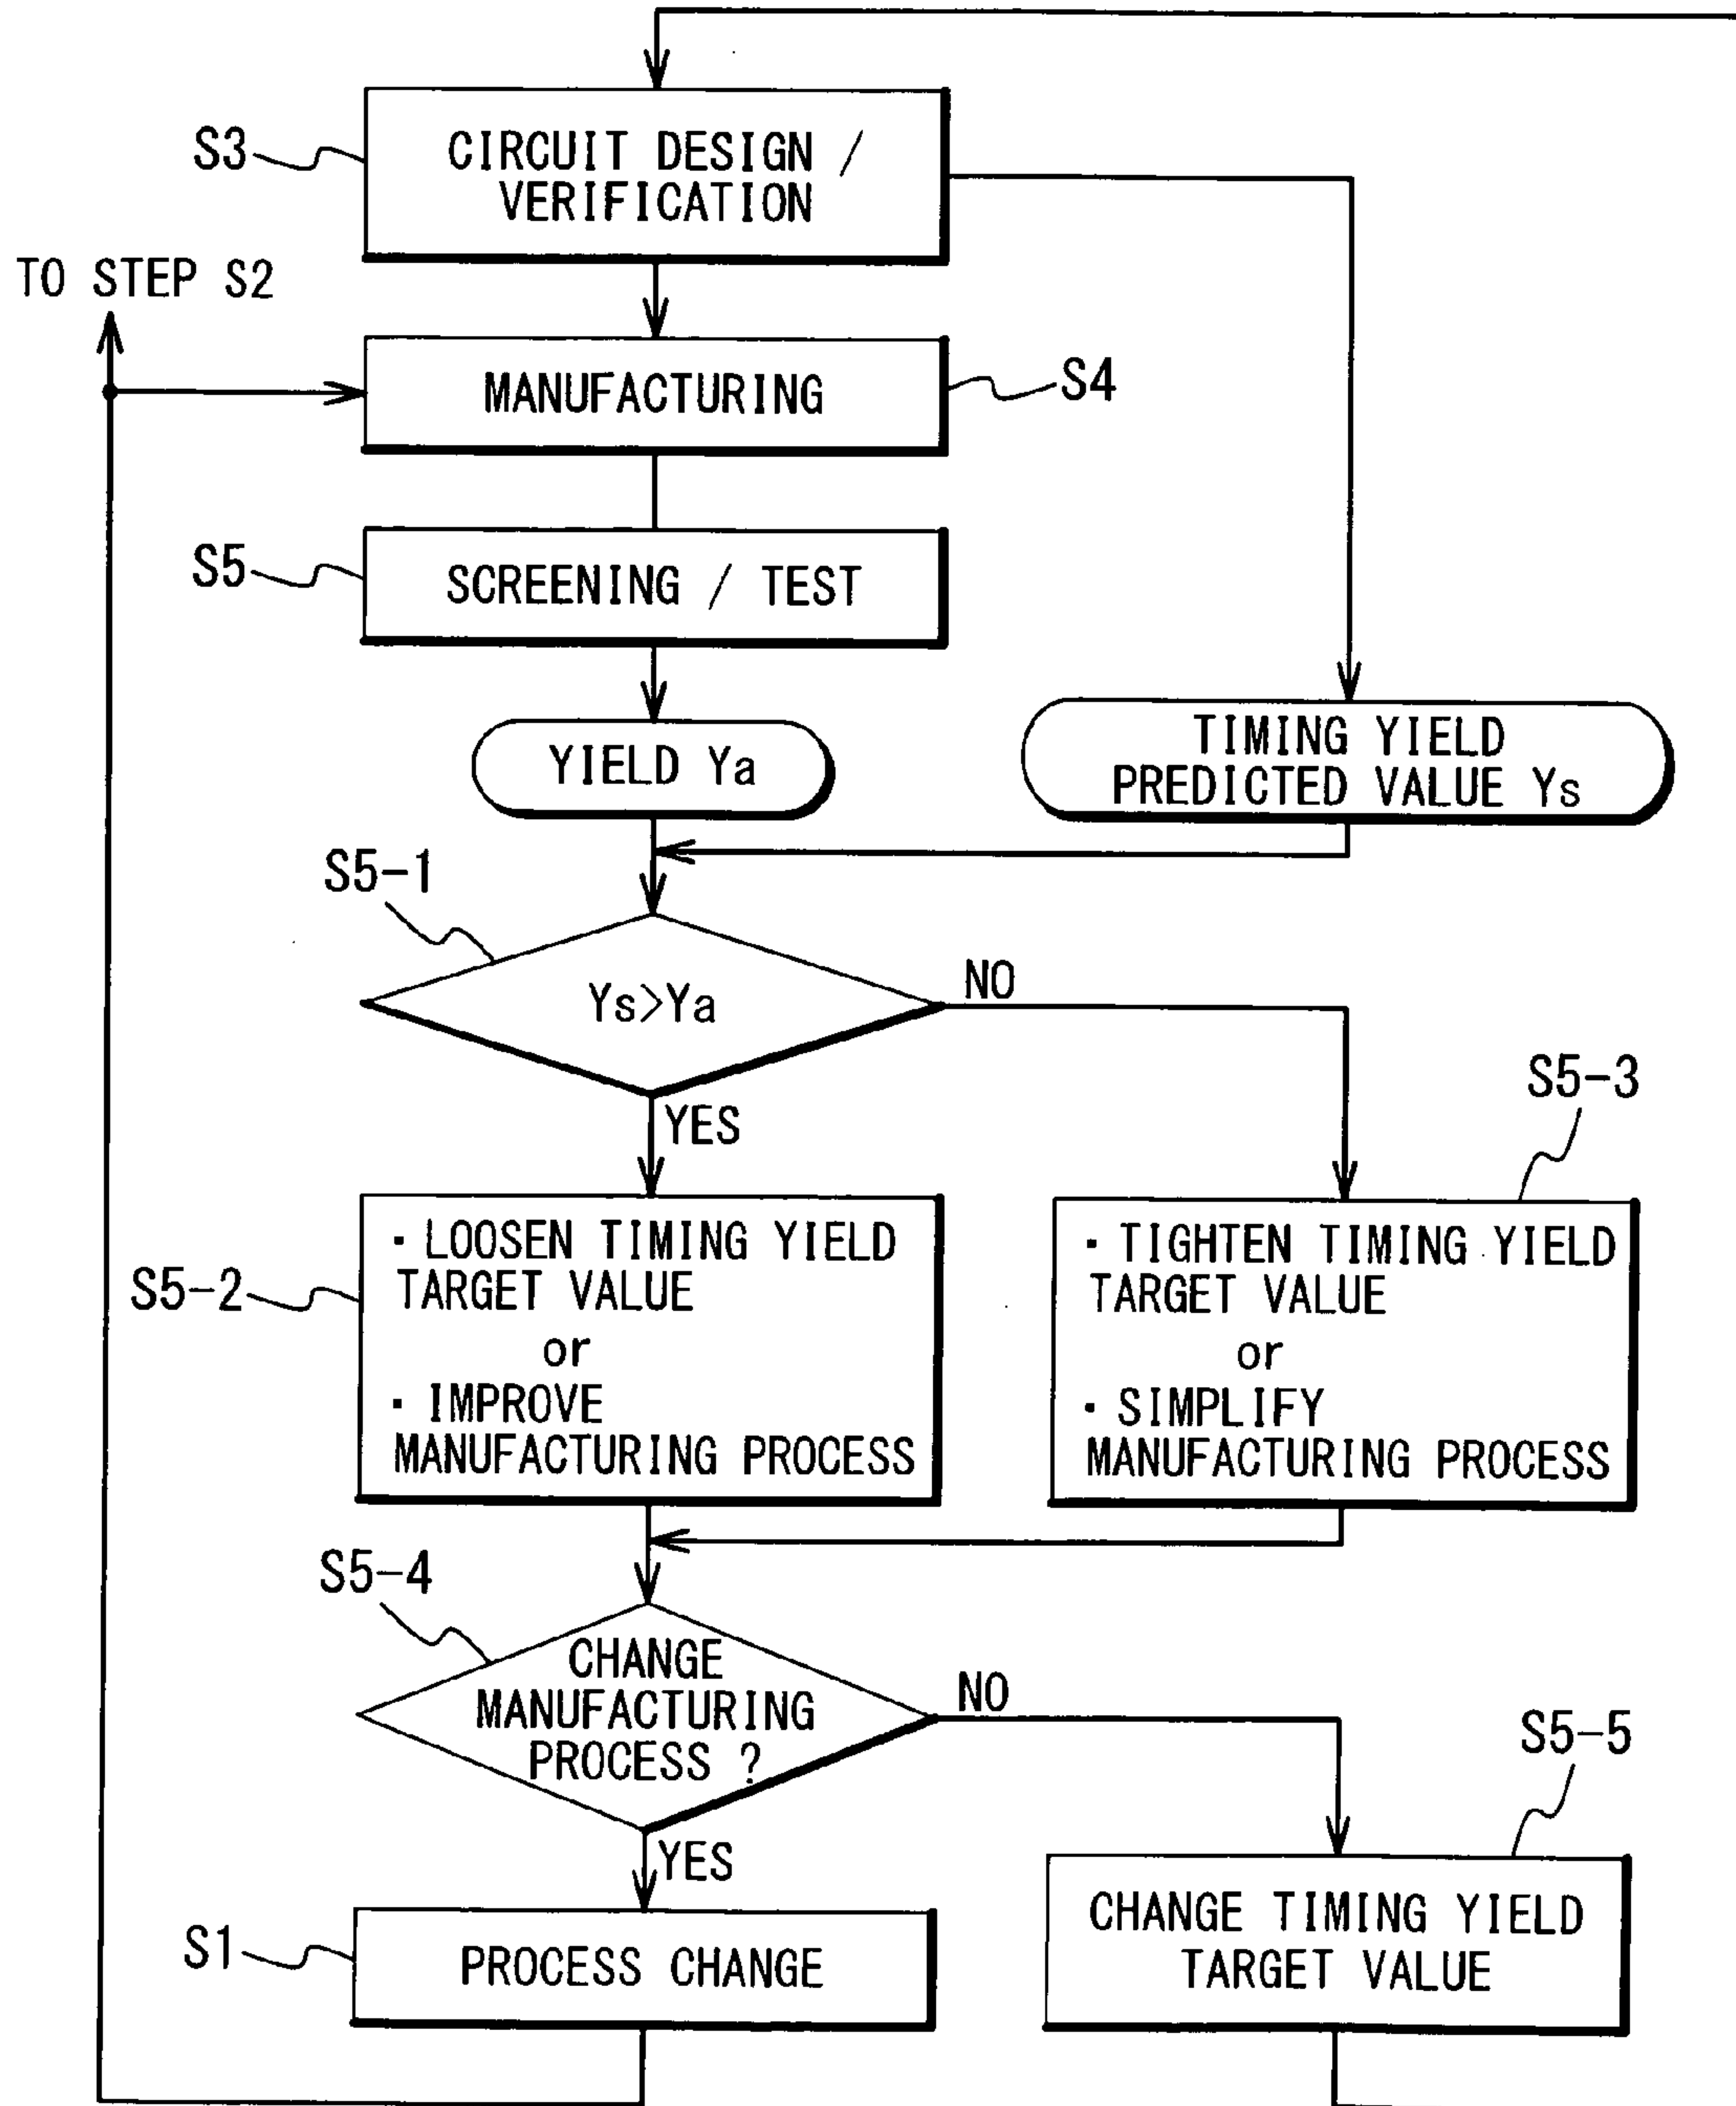 S3
CIRCUIT DESIGN /
VERIFICATION
TO STEP S2
MANUFACTURING
S4
S5
SCREENING / TEST
YIELD Ya
TIMING YIELD
PREDICTED VALUE Ys
S5-1
Ys>Ya
NO
YES
S5-3
S5-2
· LOOSEN TIMING YIELD
TARGET VALUE
or
· IMPROVE
MANUFACTURING PROCESS
· TIGHTEN TIMING YIELD
TARGET VALUE
or
· SIMPLIFY
MANUFACTURING PROCESS
S5-4
CHANGE
MANUFACTURING
PROCESS ?
NO
YES
S5-5
S1
PROCESS CHANGE
CHANGE TIMING YIELD
TARGET VALUE